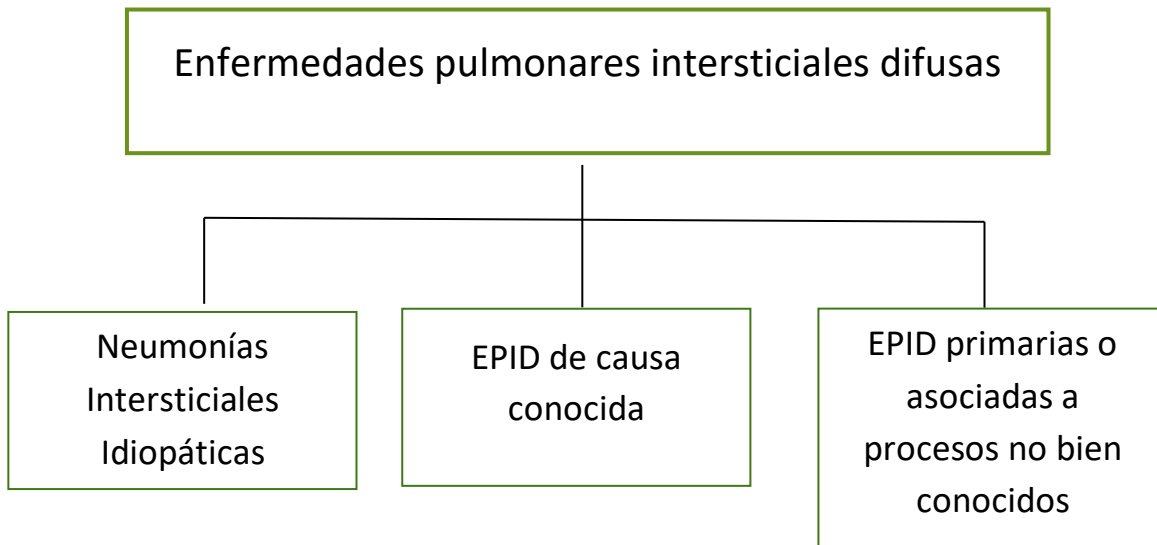 Enfermedades pulmonares intersticiales difusas
Neumonías
Intersticiales
Idiopáticas
EPID de causa
conocida
EPID primarias o
asociadas a
procesos no bien
conocidos